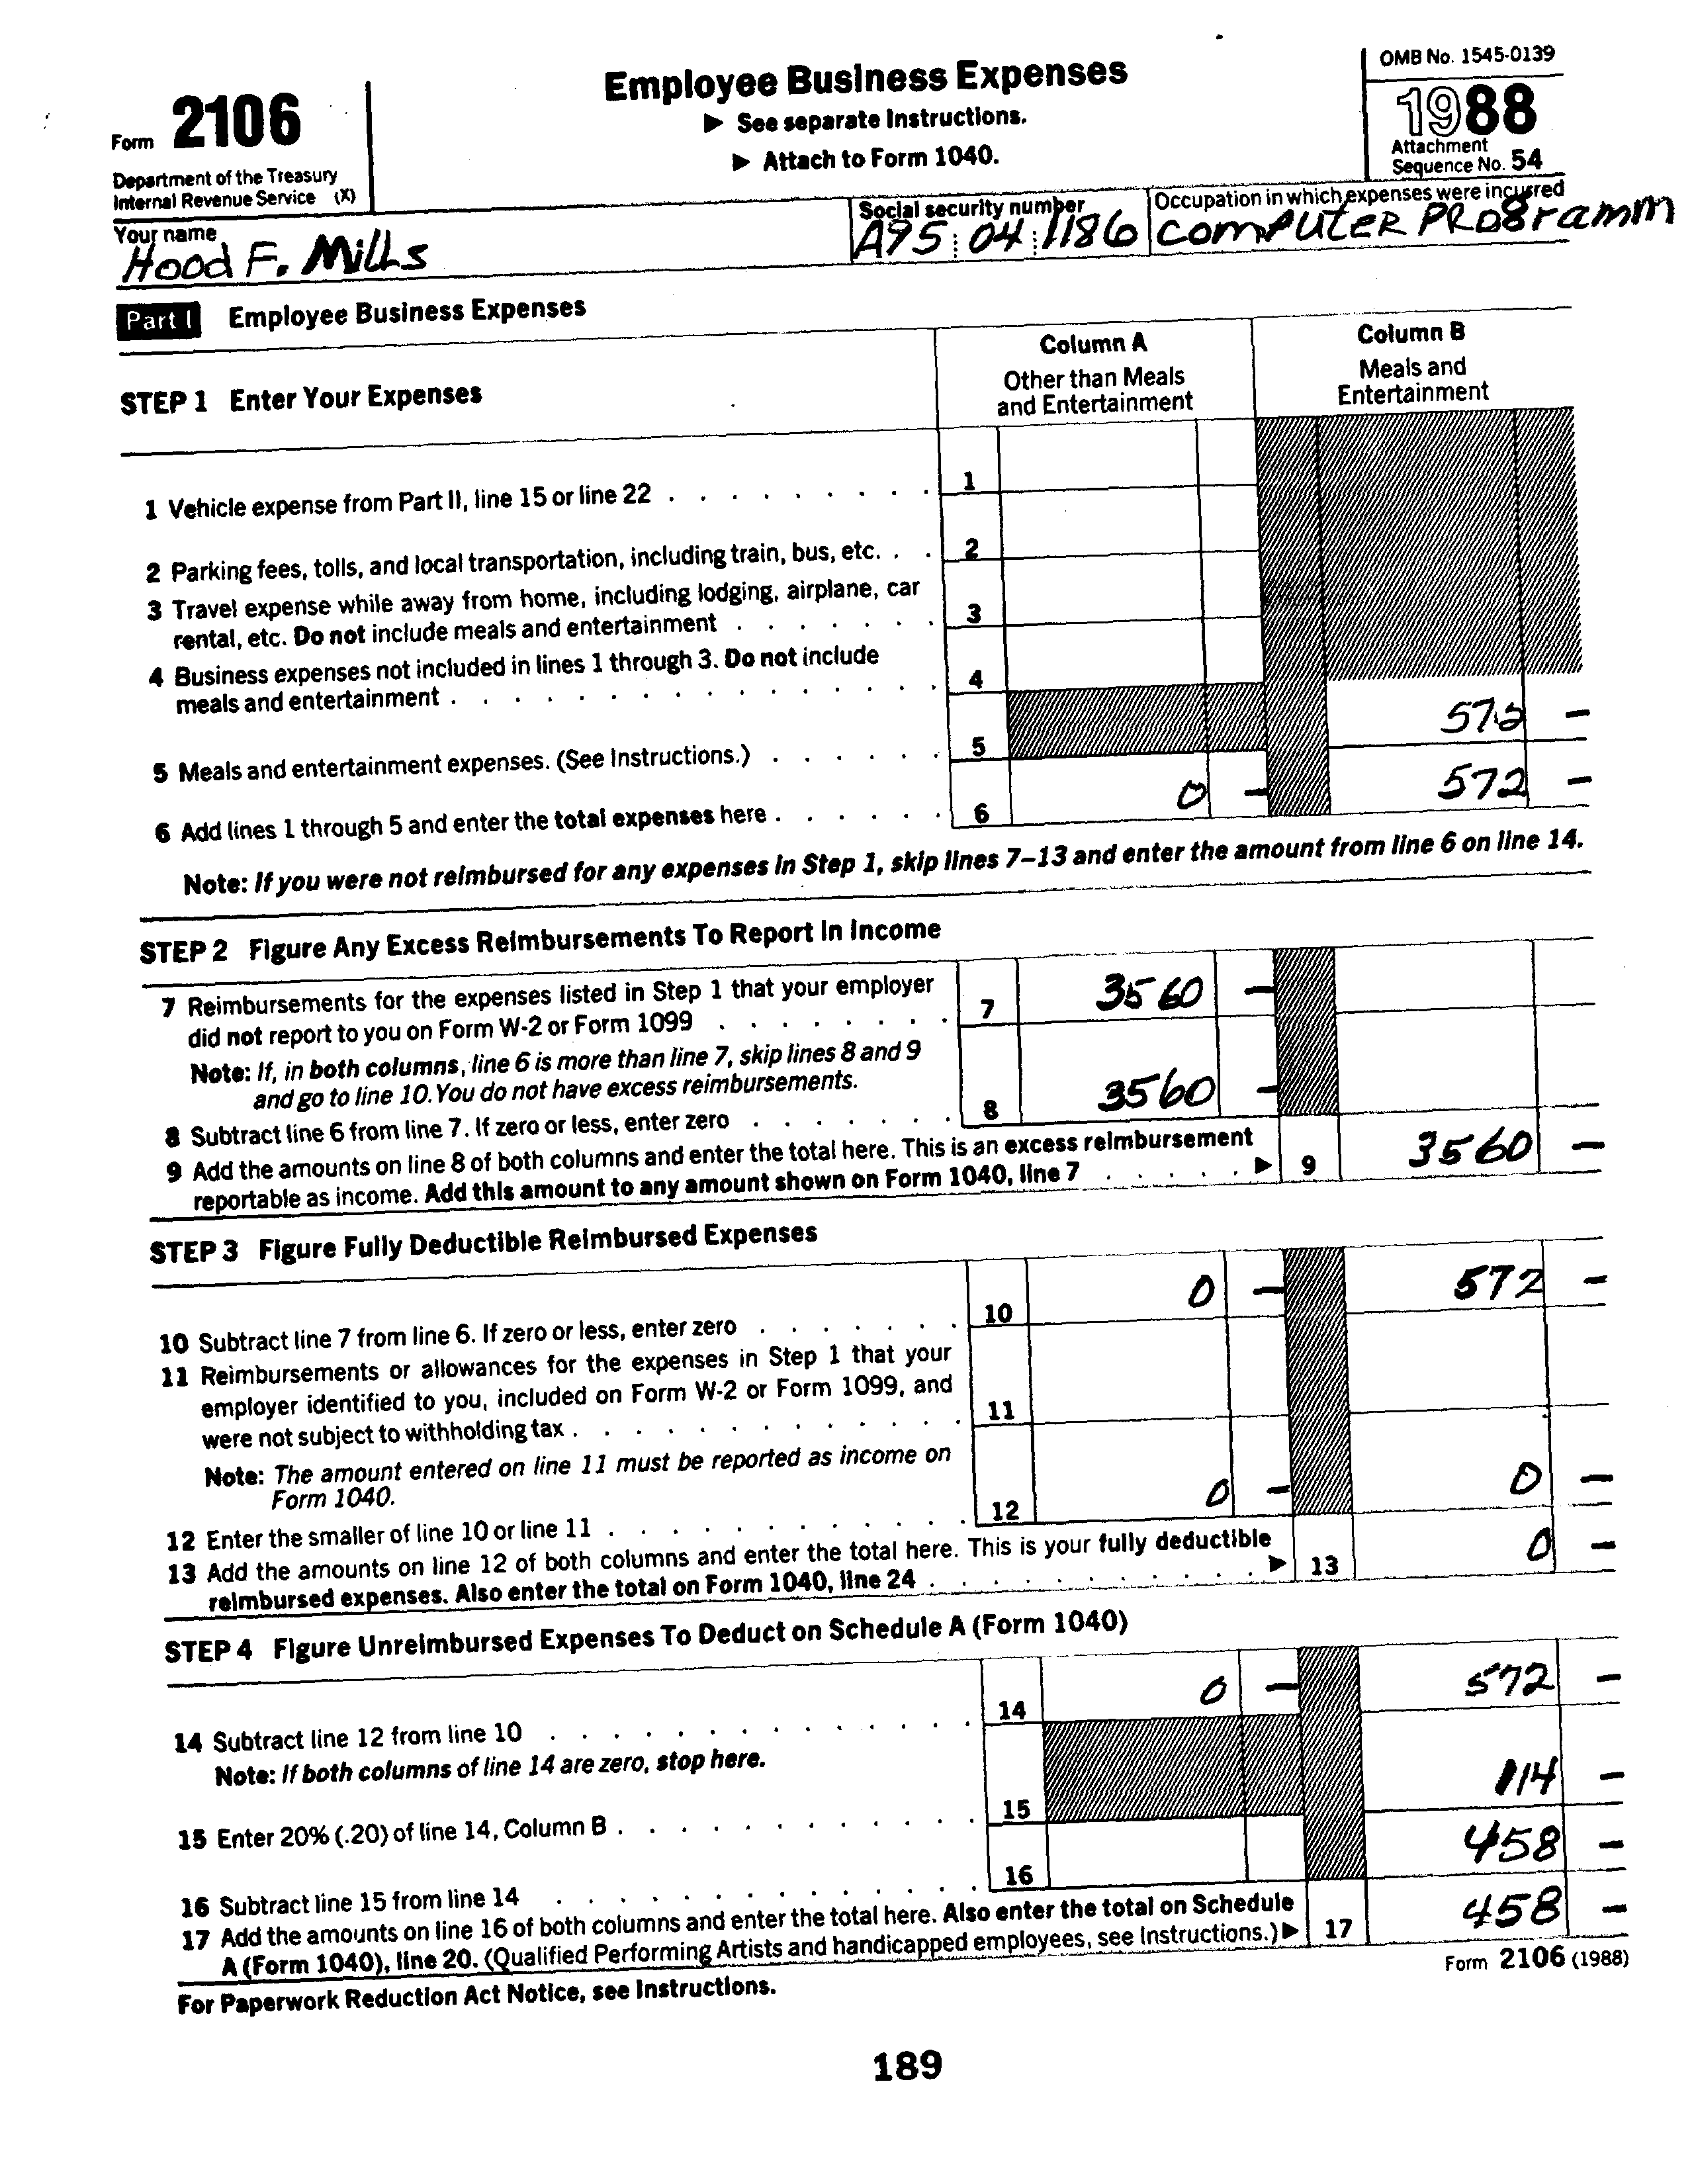 Form 2106
Department of the Treasury
Internal Revenue Service (X)
Employee Business Expenses
▶ See separate Instructions.
▶ Attach to Form 1040.
OMB No. 1545-0139
1988
Attachment
Sequence No. 54
Your name
Hood F. Mills
Social security number
A95 04 1186
Occupation in which expenses were incurred
computer Programm
Part I Employee Business Expenses
STEP 1 Enter Your Expenses
Column A
Other than Meals
and Entertainment
Column B
Meals and
Entertainment
1 Vehicle expense from Part II, line 15 or line 22 . . . . . . . . . 1
2 Parking fees, tolls, and local transportation, including train, bus, etc. . . 2
3 Travel expense while away from home, including lodging, airplane, car
rental, etc. Do not include meals and entertainment . . . . . . . 3
4 Business expenses not included in lines 1 through 3. Do not include
meals and entertainment . . . . . . . . . . . . . . . . 4
5 Meals and entertainment expenses. (See Instructions.) . . . . . . 5 572 –
6 Add lines 1 through 5 and enter the total expenses here . . . . . . 6 0 – 572 –
Note: If you were not reimbursed for any expenses in Step 1, skip lines 7–13 and enter the amount from line 6 on line 14.
STEP 2 Figure Any Excess Reimbursements To Report In Income
7 Reimbursements for the expenses listed in Step 1 that your employer
did not report to you on Form W-2 or Form 1099 . . . . . . . . 7 3560 –
Note: If, in both columns, line 6 is more than line 7, skip lines 8 and 9
and go to line 10. You do not have excess reimbursements.
8 Subtract line 6 from line 7. If zero or less, enter zero . . . . . . . 8 3560 –
9 Add the amounts on line 8 of both columns and enter the total here. This is an excess reimbursement
reportable as income. Add this amount to any amount shown on Form 1040, line 7 . . . . . ▶ 9 3560 –
STEP 3 Figure Fully Deductible Reimbursed Expenses
10 Subtract line 7 from line 6. If zero or less, enter zero . . . . . . . 10 0 – 572 –
11 Reimbursements or allowances for the expenses in Step 1 that your
employer identified to you, included on Form W-2 or Form 1099, and
were not subject to withholding tax . . . . . . . . . . . . . 11
Note: The amount entered on line 11 must be reported as income on
Form 1040.
12 Enter the smaller of line 10 or line 11 . . . . . . . . . . . . 12 0 – 0 –
13 Add the amounts on line 12 of both columns and enter the total here. This is your fully deductible
reimbursed expenses. Also enter the total on Form 1040, line 24 . . . . . . . . . . . ▶ 13 0 –
STEP 4 Figure Unreimbursed Expenses To Deduct on Schedule A (Form 1040)
14 Subtract line 12 from line 10 . . . . . . . . . . . . . . 14 0 – 572 –
Note: If both columns of line 14 are zero, stop here.
15 Enter 20% (.20) of line 14, Column B . . . . . . . . . . . . 15 114 –
16 Subtract line 15 from line 14 . . . . . . . . . . . . . . 16 458 –
17 Add the amounts on line 16 of both columns and enter the total here. Also enter the total on Schedule
A (Form 1040), line 20. (Qualified Performing Artists and handicapped employees, see Instructions.) ▶ 17 458 –
For Paperwork Reduction Act Notice, see Instructions.
Form 2106 (1988)
189